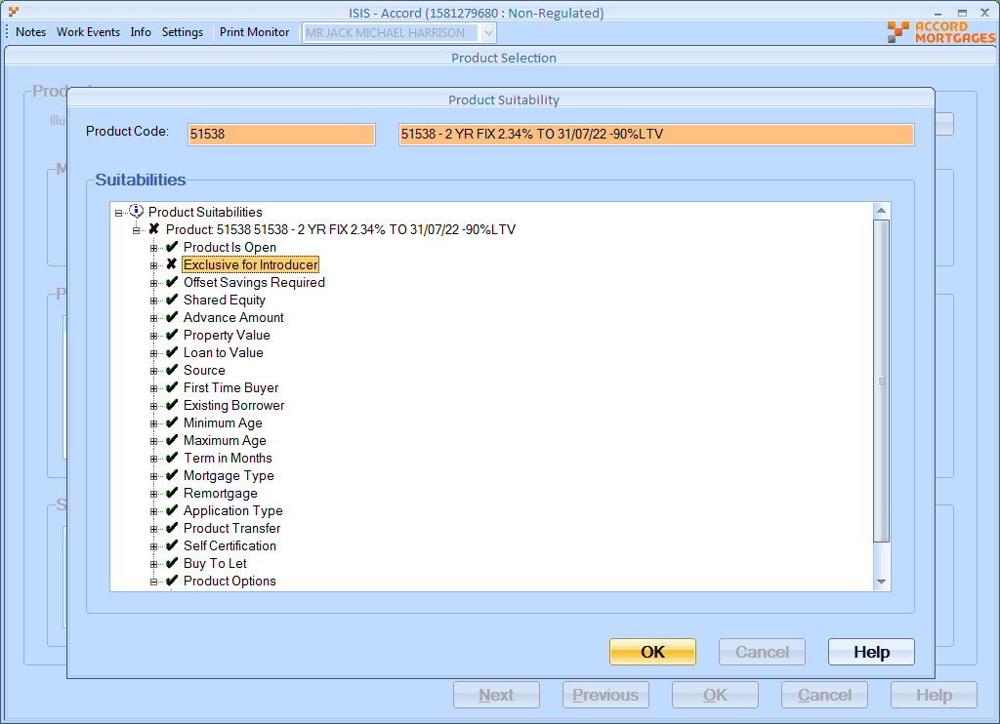 ISIS - Accord (1581279680 : Non-Regulated)
Notes Work Events Info Settings Print Monitor MR JACK MICHAEL HARRISON
ACCORD
MORTGAGES
Product Selection
Product Suitability
Product Code: 51538 51538 - 2 YR FIX 2.34% TO 31/07/22 -90%LTV
Suitabilities
Product Suitabilities
Product: 51538 51538 - 2 YR FIX 2.34% TO 31/07/22 -90%LTV
Product Is Open
Exclusive for Introducer
Offset Savings Required
Shared Equity
Advance Amount
Property Value
Loan to Value
Source
First Time Buyer
Existing Borrower
Minimum Age
Maximum Age
Term in Months
Mortgage Type
Remortgage
Application Type
Product Transfer
Self Certification
Buy To Let
Product Options
OK Cancel Help
Next Previous OK Cancel Help